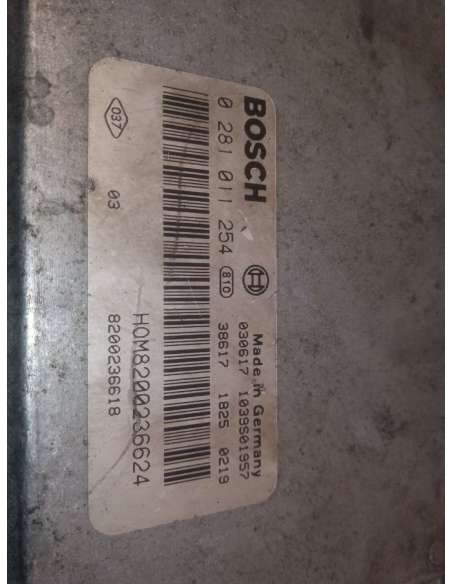 BOSCH
0 281 011 254 810
Made in Germany
030617 1039S01957
38617 1825 0219
HOM8200236624
8200236618
037
03